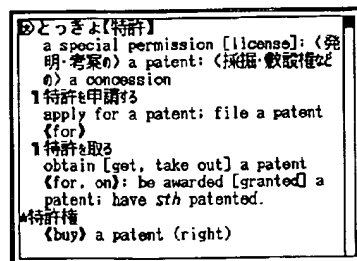 とっきょ【特許】
a special permission [license]: 〈発
明·考案の〉 a patent: 〈採掘·敷設権など
の〉 a concession
¶特許を申請する
apply for a patent; file a patent
《for》
¶特許を取る
obtain [get, take out] a patent
《for, on》: be awarded [granted] a
patent; have sth patented.
▲特許権
《buy》 a patent (right)